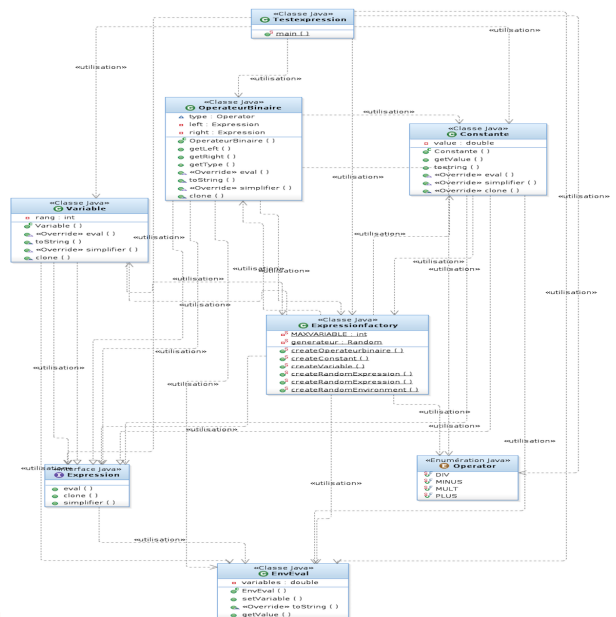 «Classe Java»
Testexpression
main ( )
«utilisation»
«utilisation»
«utilisation»
«Classe Java»
OperateurBinaire
type : Operator
left : Expression
right : Expression
OperateurBinaire ( )
getLeft ( )
getRight ( )
getType ( )
«Override» eval ( )
toString ( )
«Override» simplifier ( )
clone ( )
«utilisation»
«Classe Java»
Constante
value : double
Constante ( )
getValue ( )
tostring ( )
«Override» eval ( )
«Override» simplifier ( )
«Override» clone ( )
«utilisation»
«Classe Java»
Variable
rang : int
Variable ( )
«Override» eval ( )
toString ( )
«Override» simplifier ( )
clone ( )
«utilisation»
«utilisation»
«utilisation»
«utilisation»
«utilisation»
«utilisation»
«utilisation»
«utilisation»
«Classe Java»
Expressionfactory
MAXVARIABLE : int
generateur : Random
createOperateurbinaire ( )
createConstant ( )
createVariable ( )
createRandomExpression ( )
createRandomExpression ( )
createRandomEnvironment ( )
«utilisation»
«utilisation»
«utilisation»
«utilisation»
«utilisation»
«utilisation»
«utilisation»
«Interface Java»
Expression
eval ( )
clone ( )
simplifier ( )
«Enumération Java»
Operator
DIV
MINUS
MULT
PLUS
«utilisation»
«utilisation»
«Classe Java»
EnvEval
variables : double
EnvEval ( )
setVariable ( )
«Override» toString ( )
getValue ( )